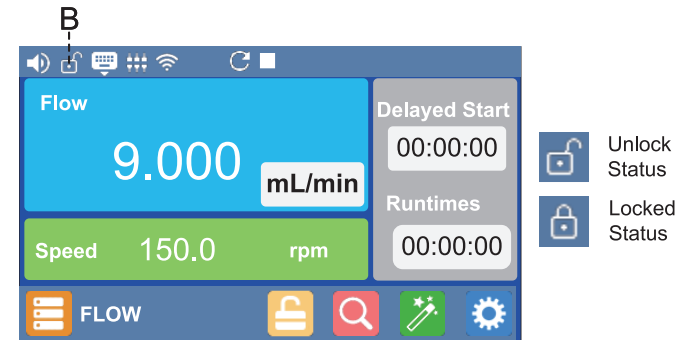 B
Flow
9.000
mL/min
Delayed Start
00:00:00
Runtimes
00:00:00
Speed 150.0 rpm
FLOW
Unlock
Status
Locked
Status